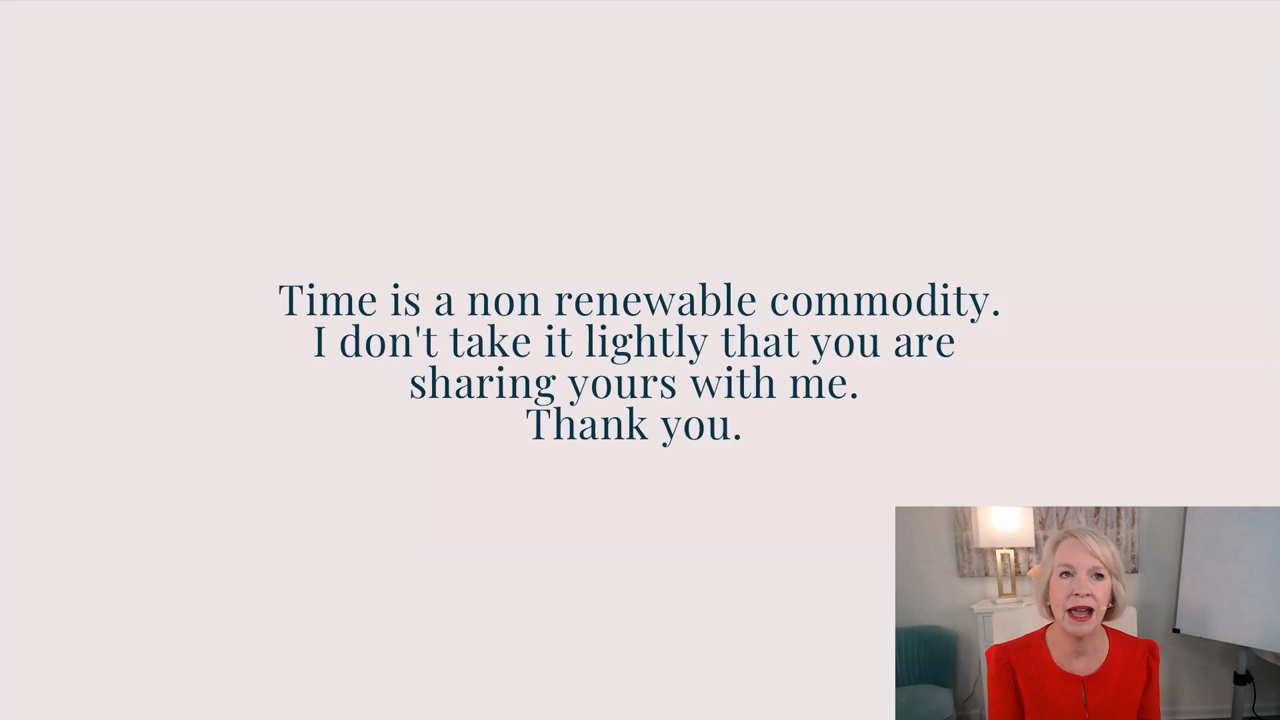 Time is a non renewable commodity.
I don't take it lightly that you are
sharing yours with me.
Thank you.